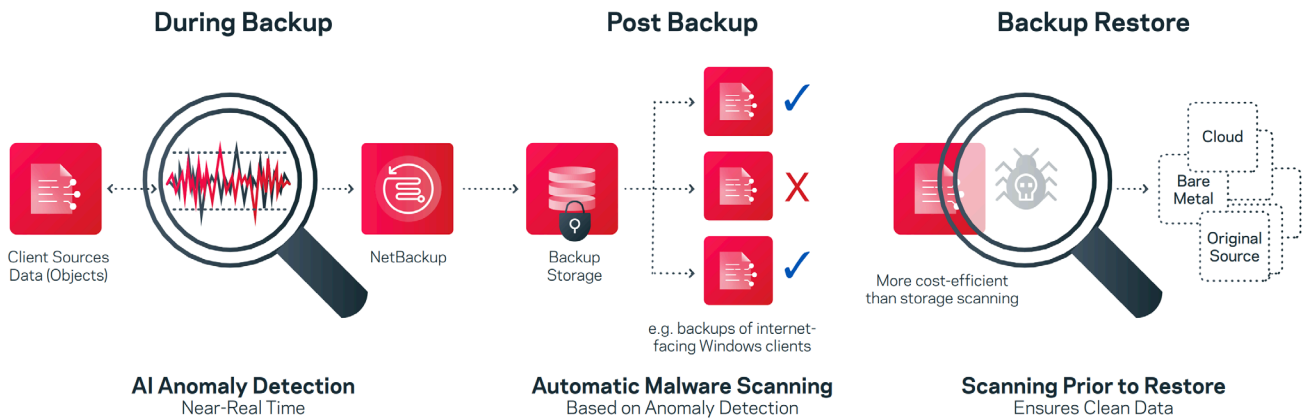 During Backup
Post Backup
Backup Restore
Client Sources
Data (Objects)
NetBackup
Backup
Storage
X
e.g. backups of internet-
facing Windows clients
More cost-efficient
than storage scanning
Cloud
Bare
Metal
Original
Source
AI Anomaly Detection
Near-Real Time
Automatic Malware Scanning
Based on Anomaly Detection
Scanning Prior to Restore
Ensures Clean Data